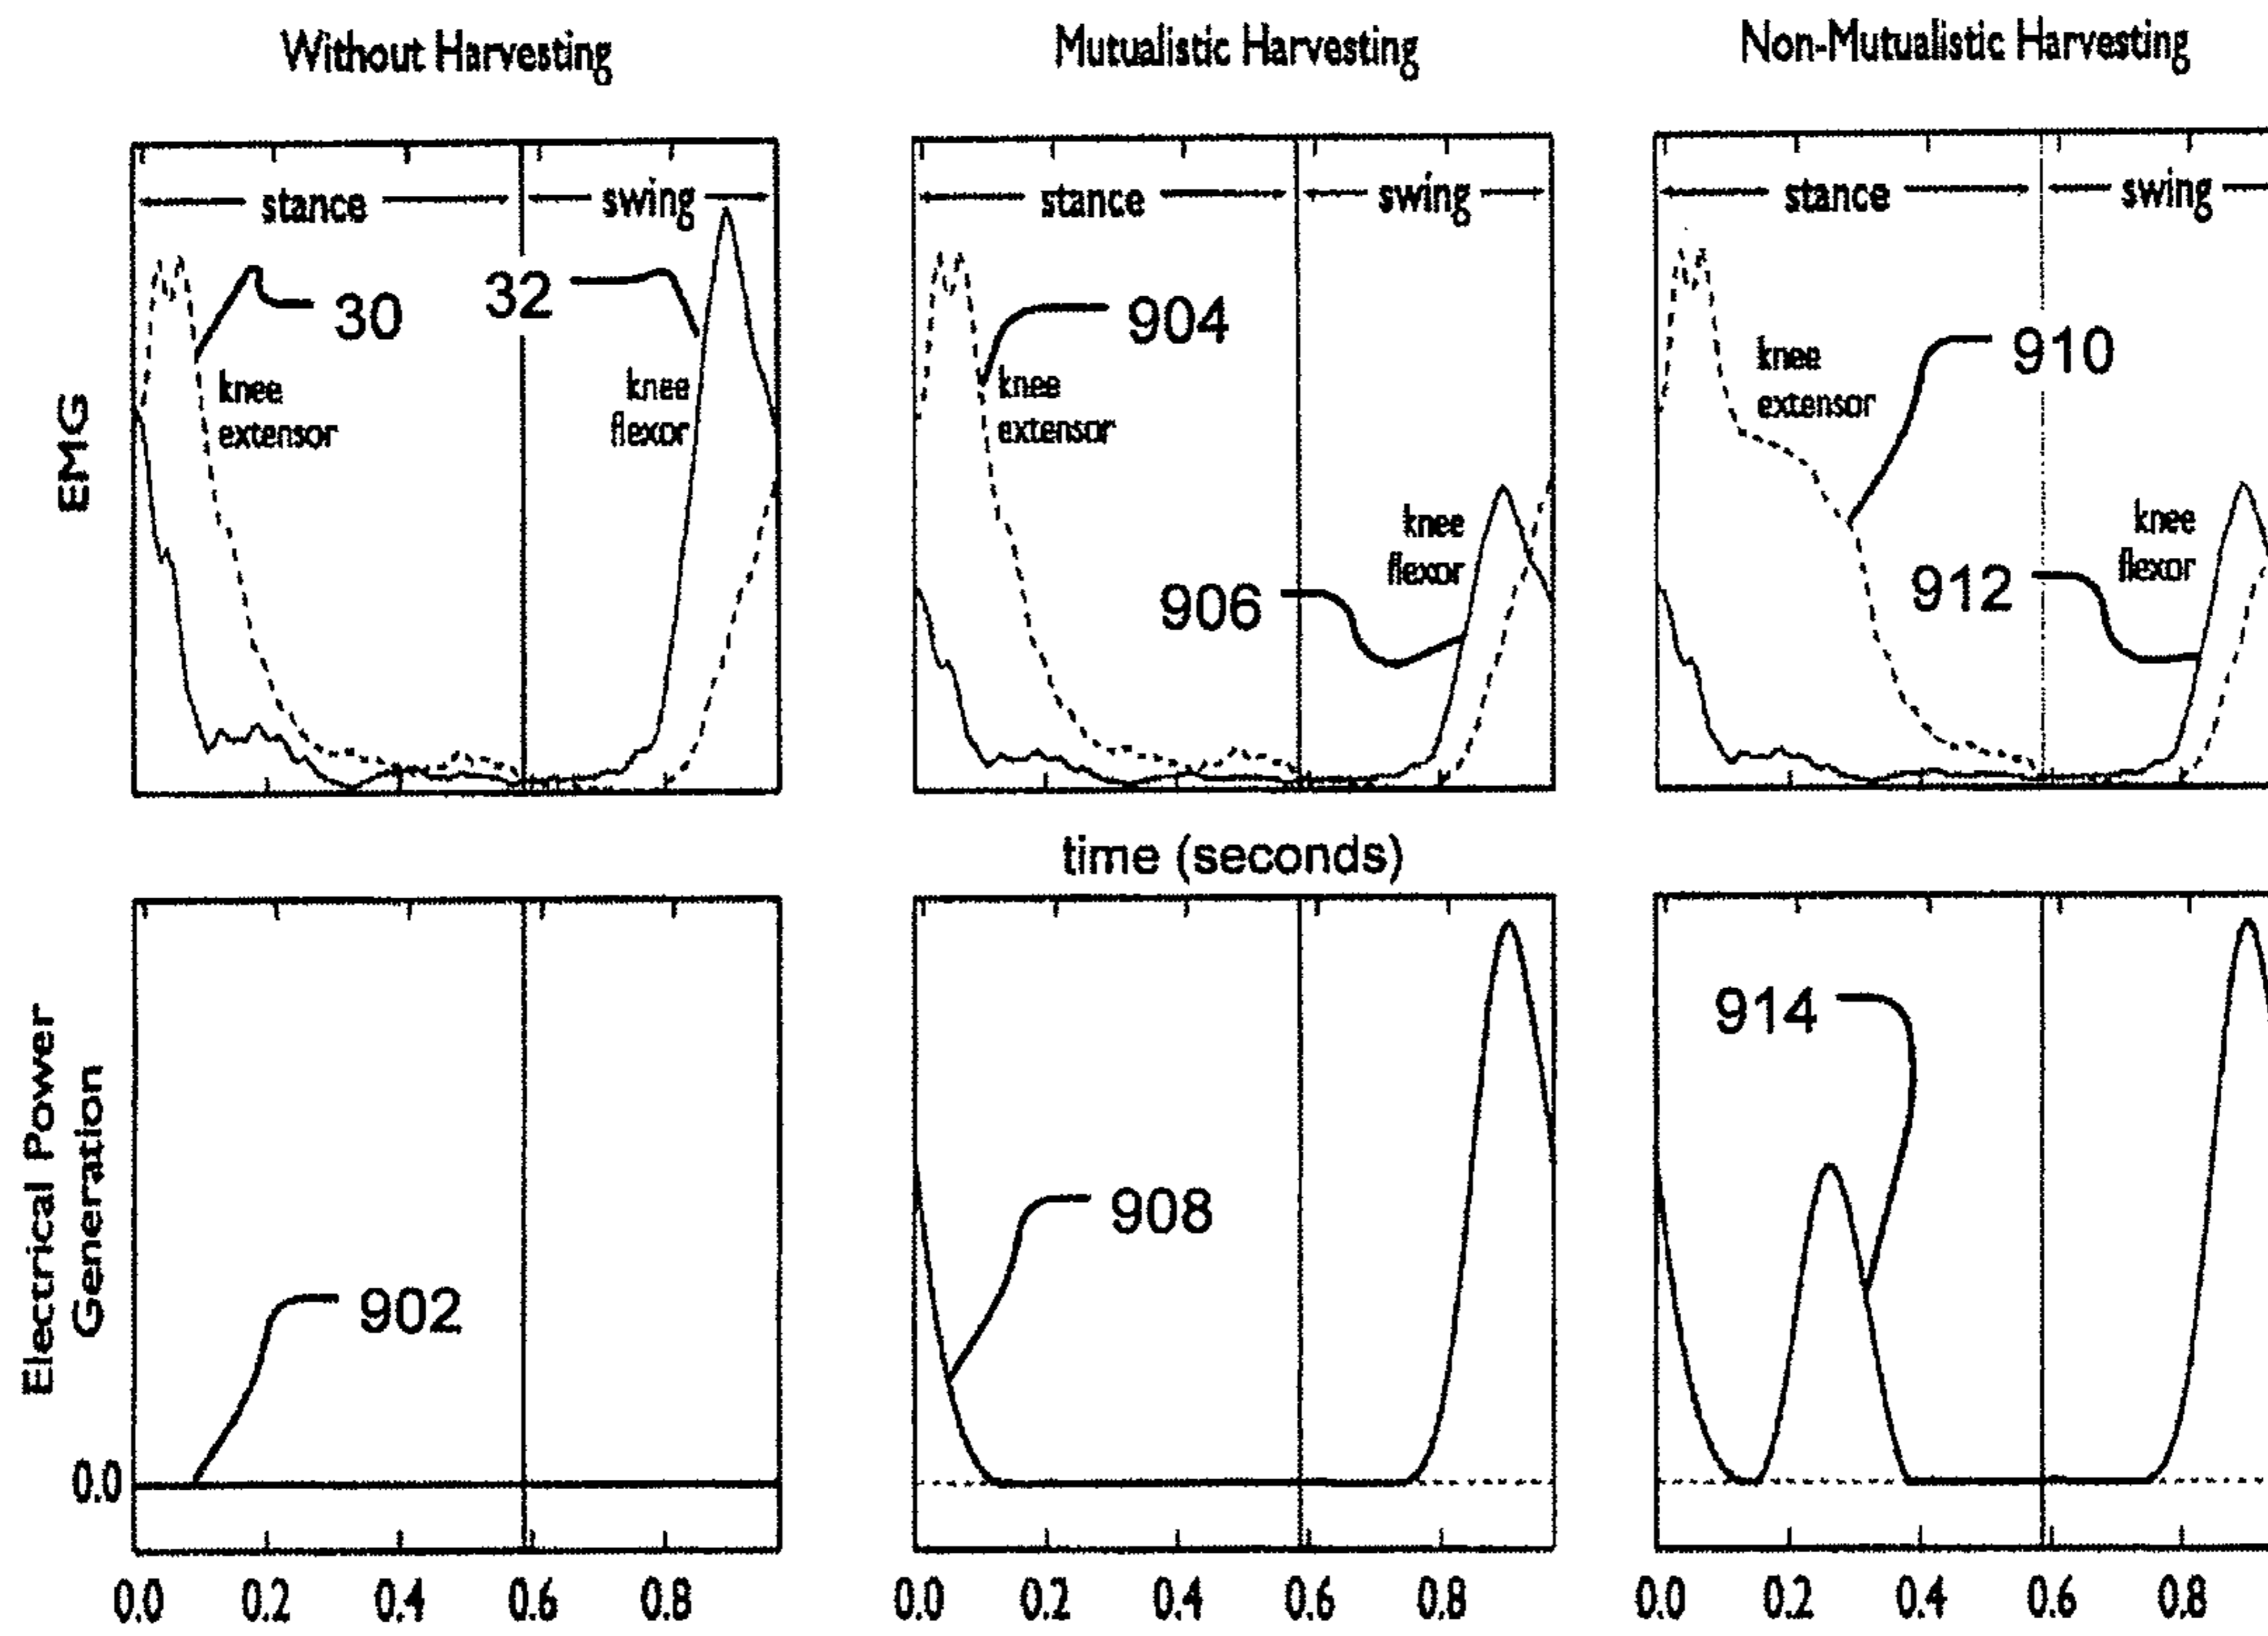 Without Harvesting
Mutualistic Harvesting
Non-Mutualistic Harvesting
EMG
stance
swing
30
32
knee
extensor
knee
flexor
stance
swing
904
knee
extensor
knee
flexor
906
stance
swing
knee
extensor
910
knee
flexor
912
time (seconds)
Electrical Power
Generation
0.0
902
908
914
0.0 0.2 0.4 0.6 0.8
0.0 0.2 0.4 0.6 0.8
0.0 0.2 0.4 0.6 0.8